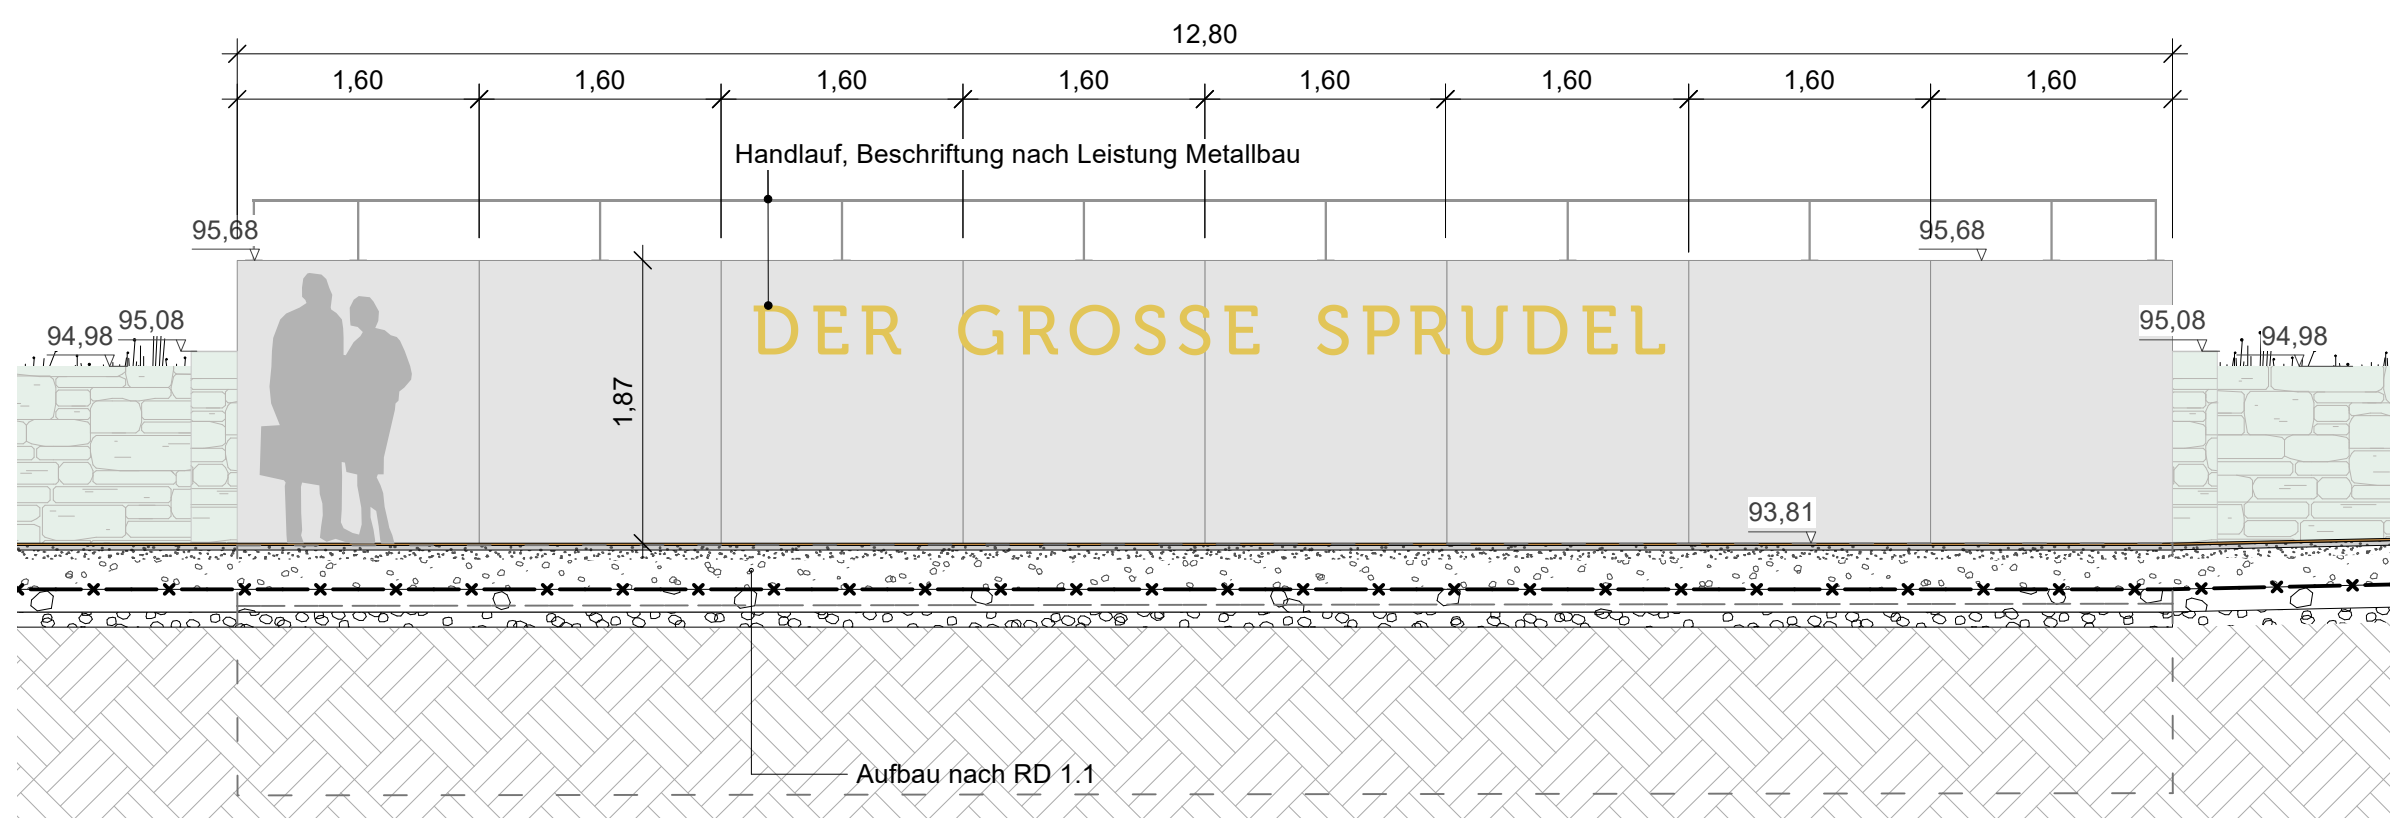 12,80
1,60 1,60 1,60 1,60 1,60 1,60 1,60 1,60
Handlauf, Beschriftung nach Leistung Metallbau
95,68 95,68
DER GROSSE SPRUDEL
94,98 95,08 95,08 94,98
1,87
93,81
Aufbau nach RD 1.1